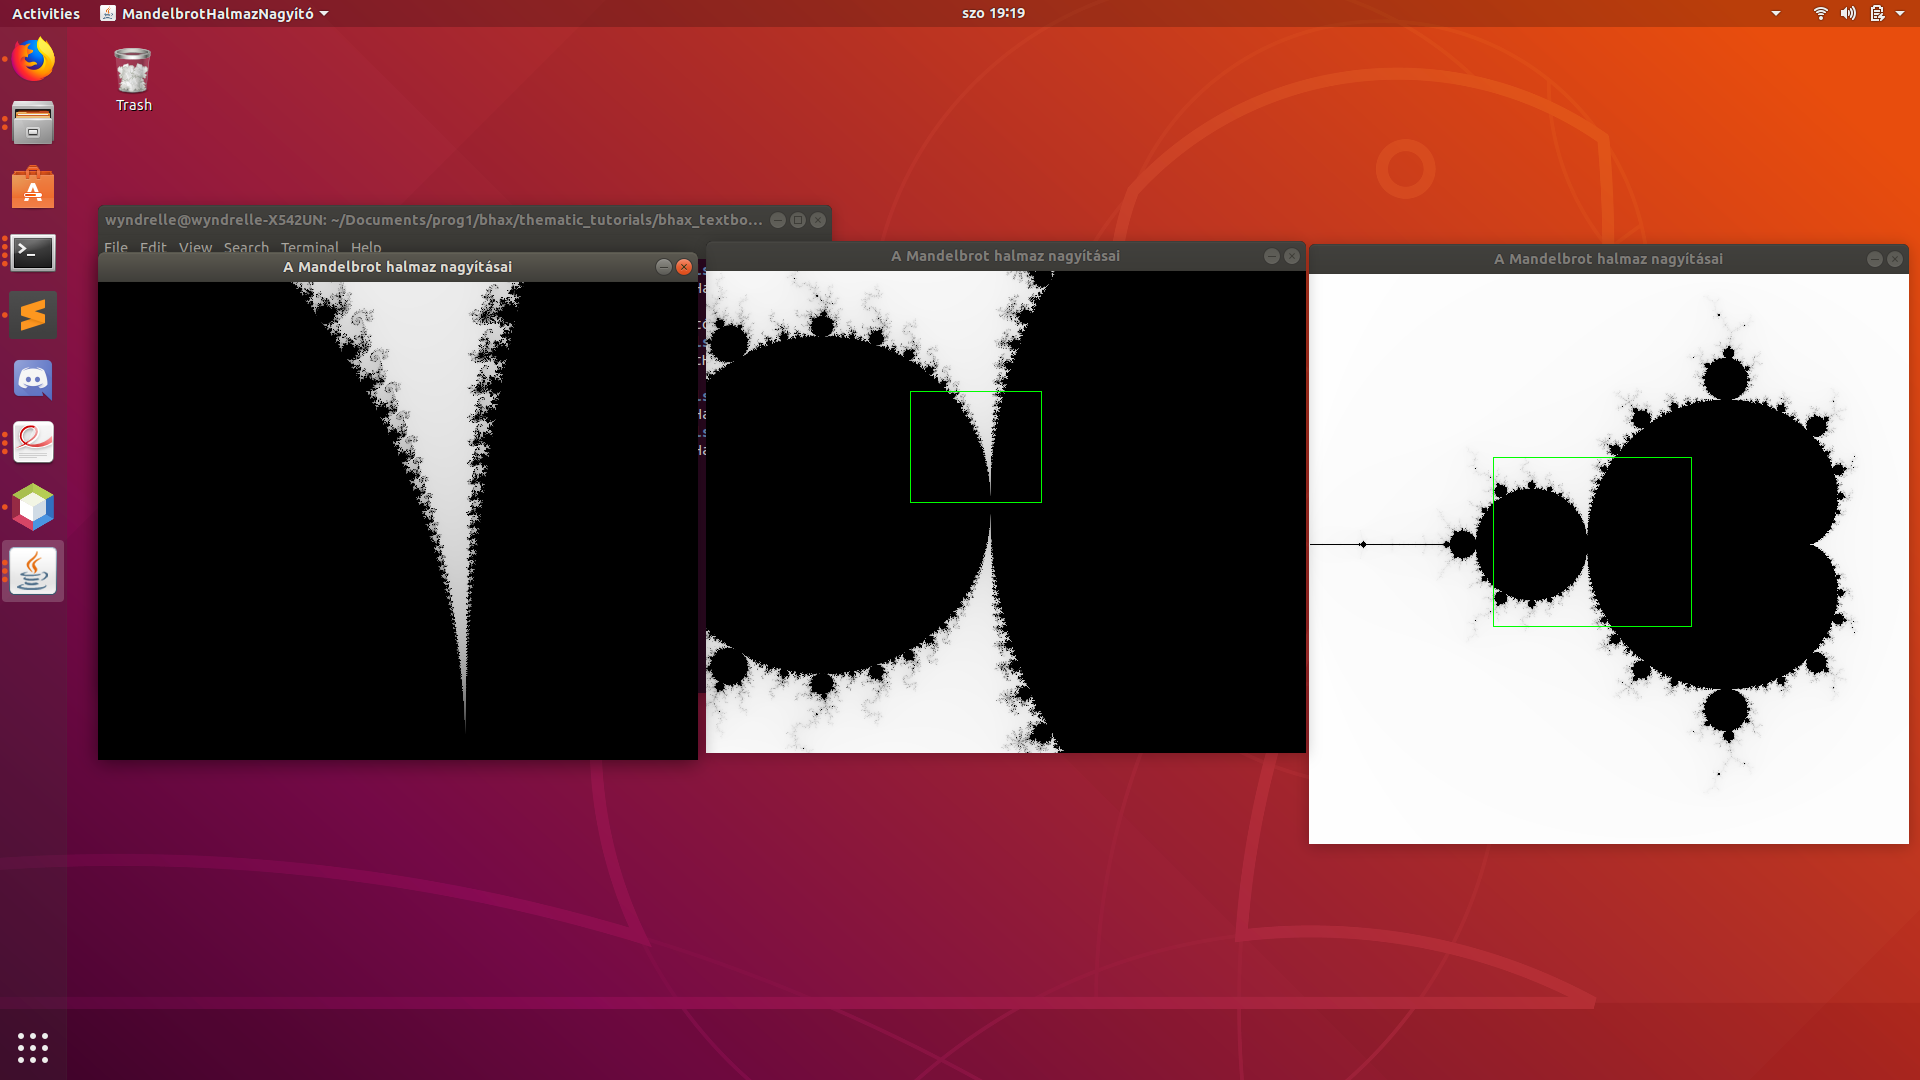 Activities
MandelbrotHalmazNagyító
szo 19:19
Trash
wyndrelle@wyndrelle-X542UN: ~/Documents/prog1/bhax/thematic_tutorials/bhax_textbo...
File Edit View Search Terminal Help
A Mandelbrot halmaz nagyításai
A Mandelbrot halmaz nagyításai
A Mandelbrot halmaz nagyításai